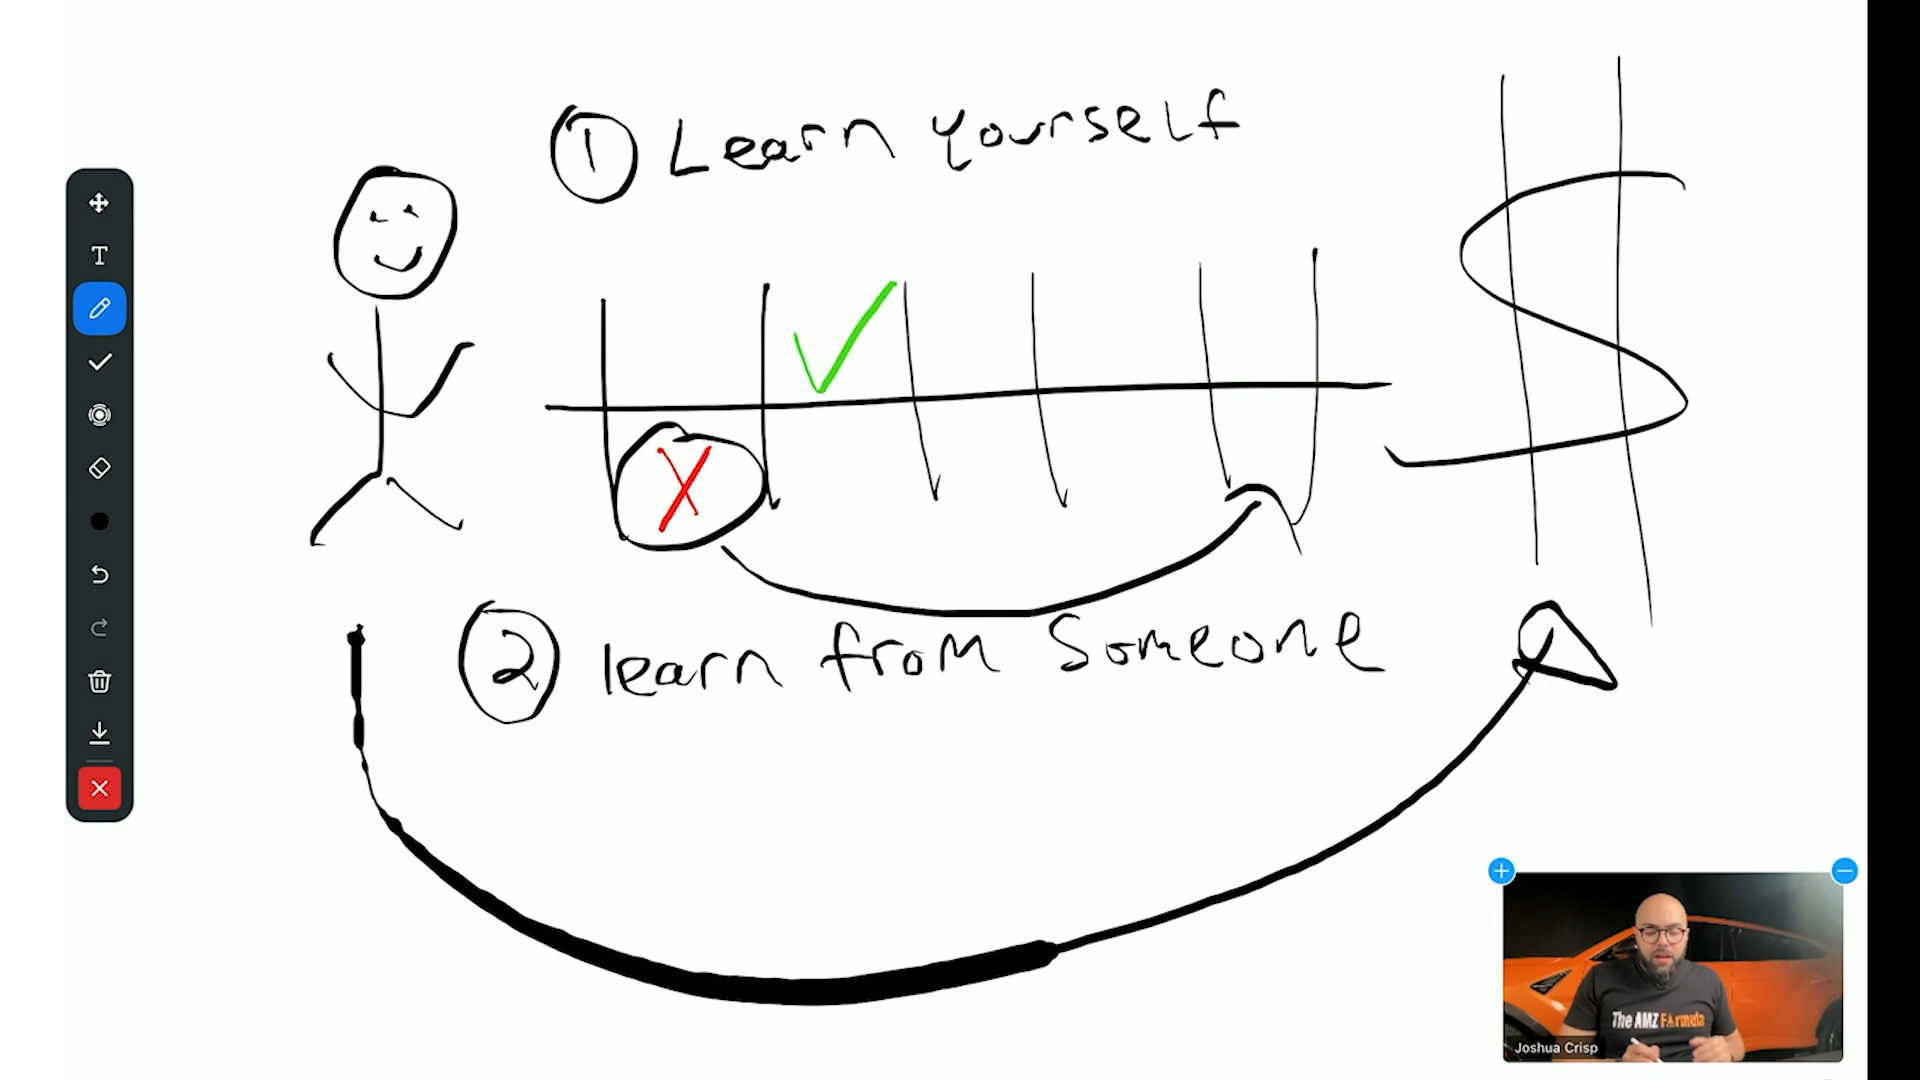 1 Learn yourself
2 learn from Someone
T
X
The AMZ Formula
Joshua Crisp